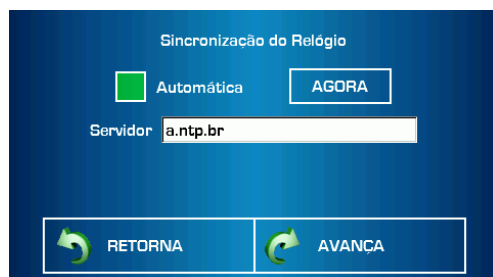 Sincronização do Relógio
Automática AGORA
Servidor a.ntp.br
RETORNA AVANÇA